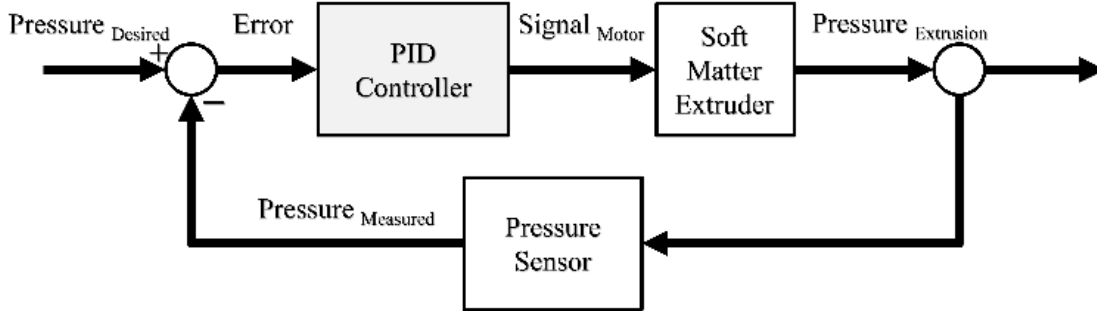 Pressure Desired
+
−
Error
PID
Controller
Signal Motor
Soft
Matter
Extruder
Pressure Extrusion
Pressure Measured
Pressure
Sensor